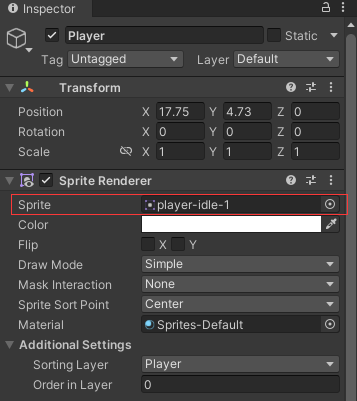 Inspector
Player
Static
Tag Untagged Layer Default
Transform
Position X 17.75 Y 4.73 Z 0
Rotation X 0 Y 0 Z 0
Scale X 1 Y 1 Z 1
Sprite Renderer
Sprite player-idle-1
Color
Flip X Y
Draw Mode Simple
Mask Interaction None
Sprite Sort Point Center
Material Sprites-Default
Additional Settings
Sorting Layer Player
Order in Layer 0